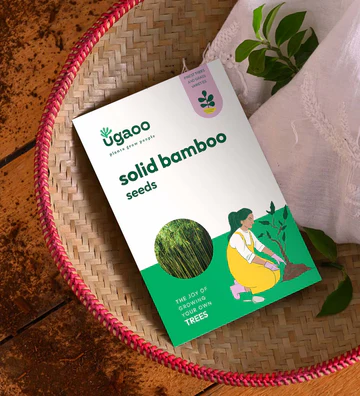 ugaoo
plants grow people
solid bamboo
seeds
THE JOY OF
GROWING
YOUR OWN
TREES